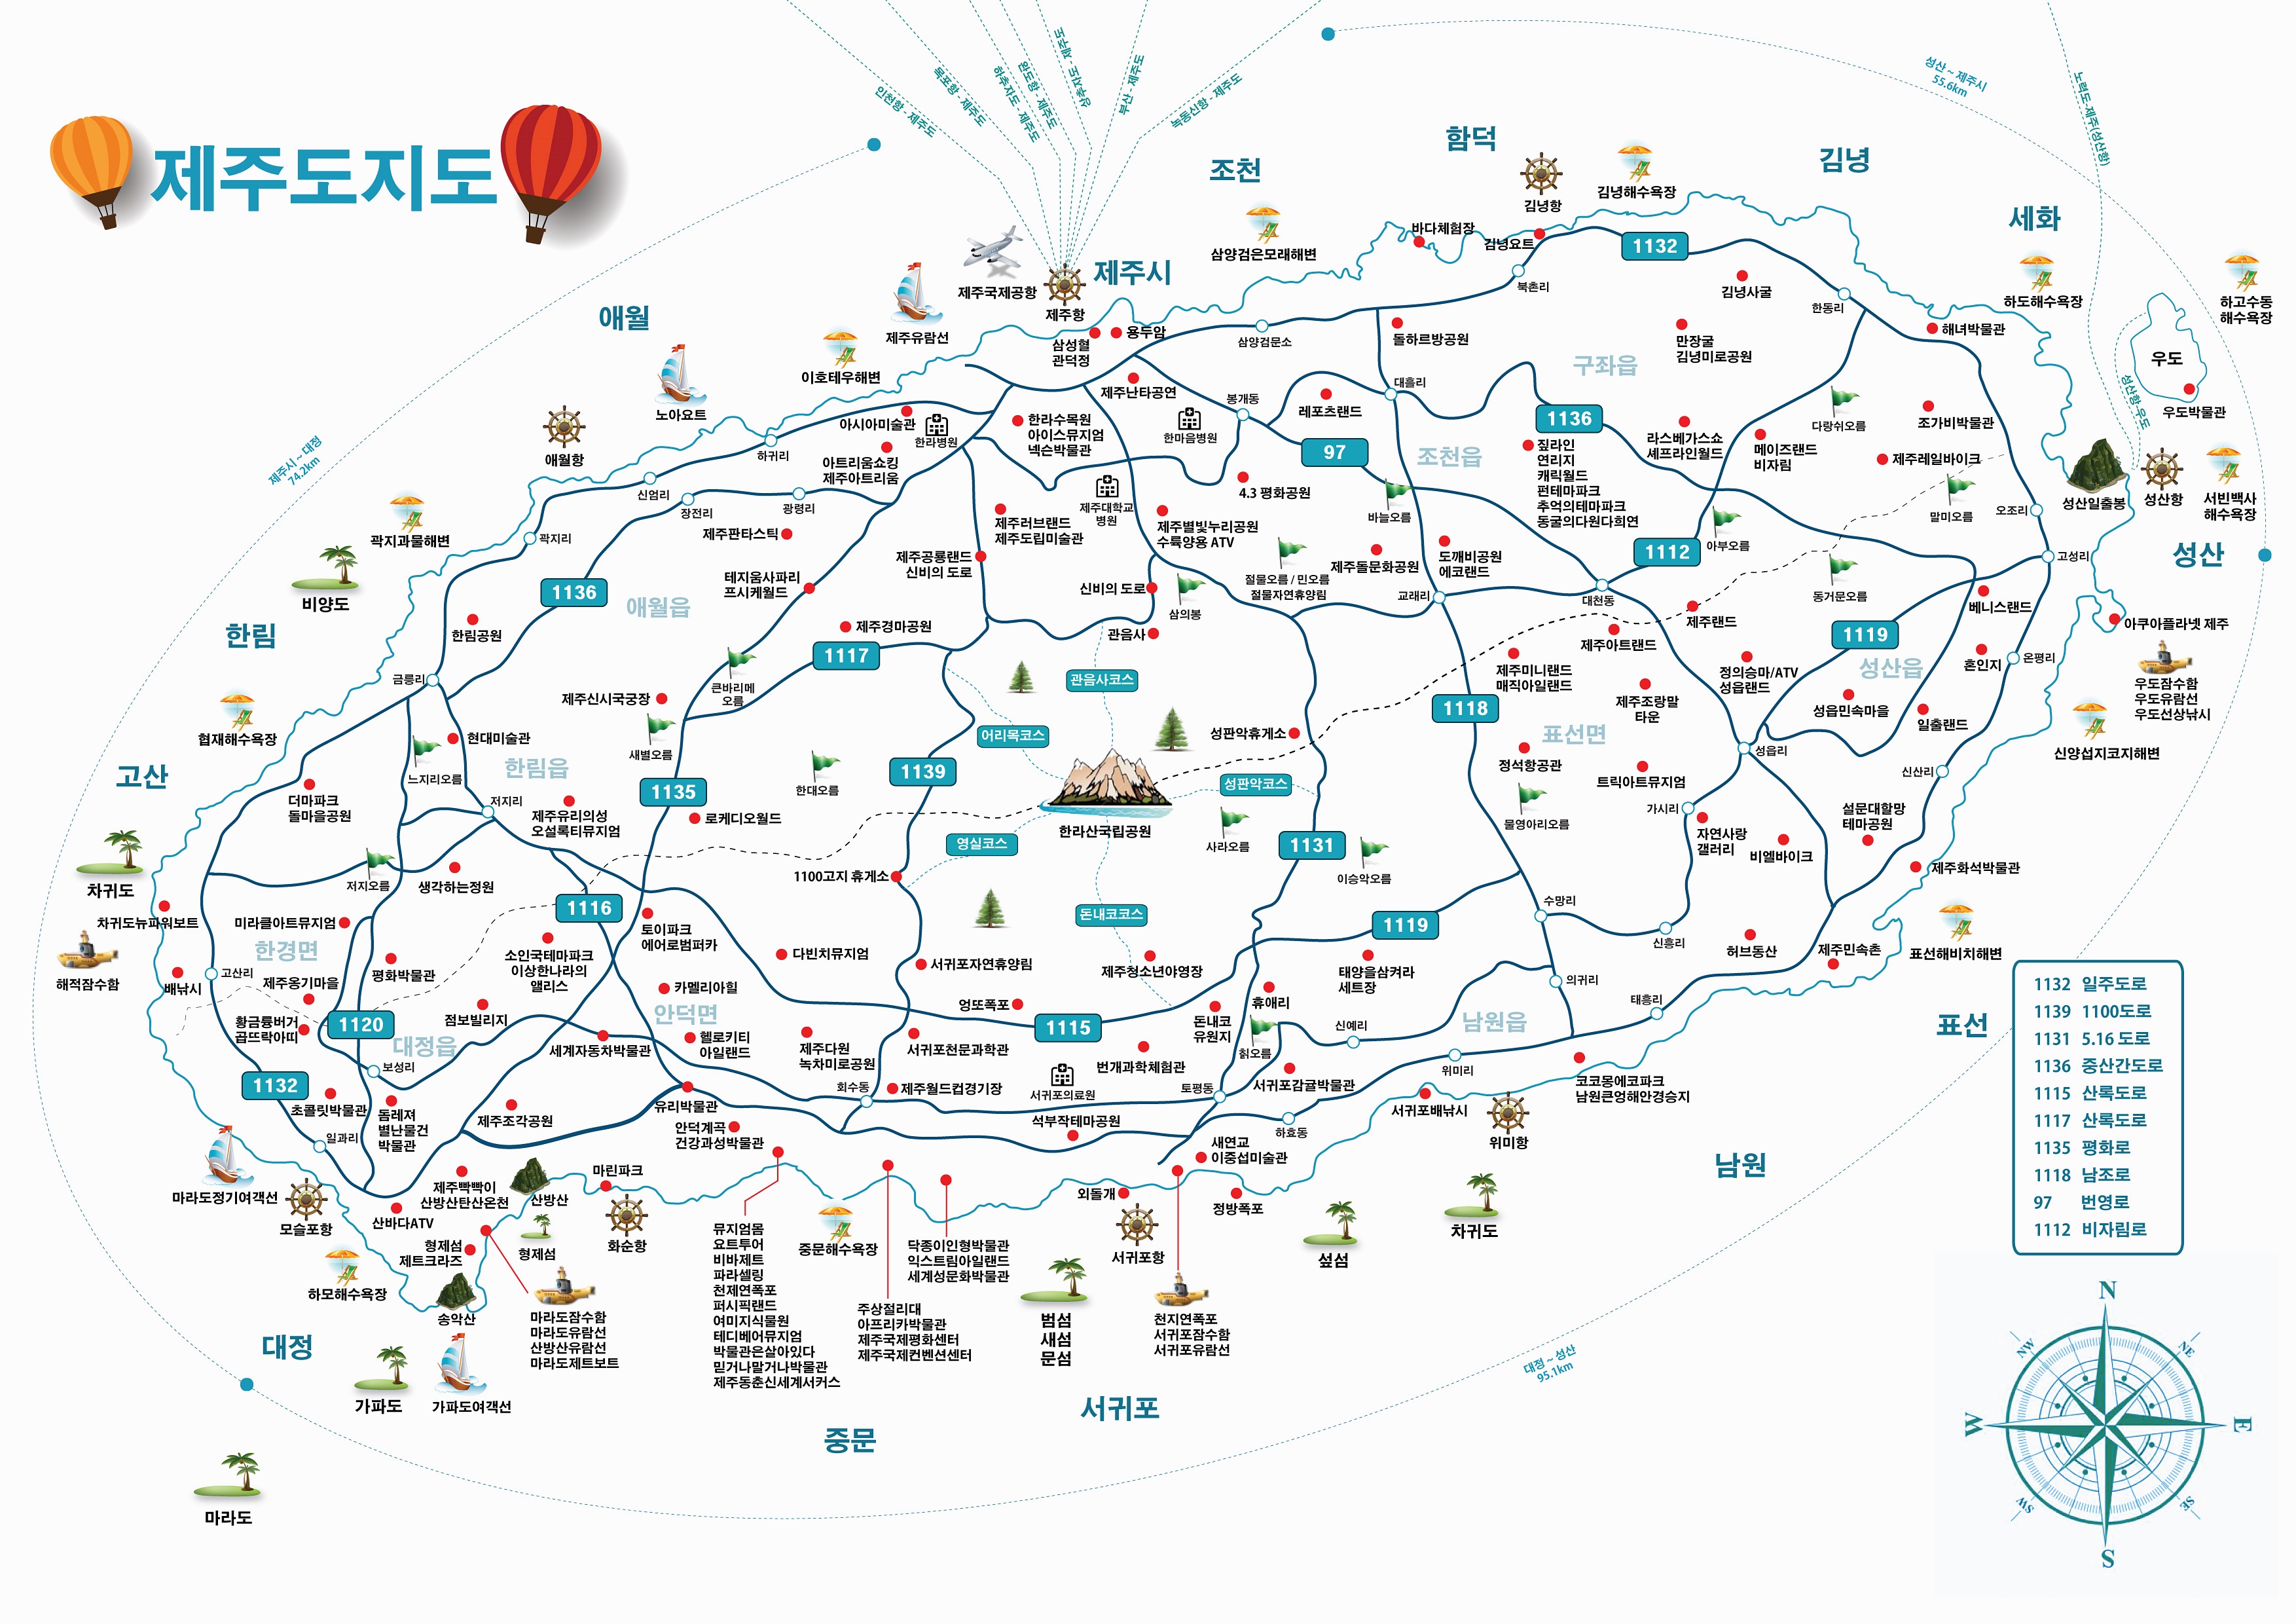 제주도지도
인천항 - 제주도
목포항 - 제주도
하추자도 - 제주도
완도항 - 제주도
우수자도 - 제주도
부산 - 제주도
녹동신항 - 제주도
성산 ~ 제주시
55.6km
노력도-제주(성산항)
성산항-우도
제주시 ~ 대정
74.2km
대정 ~ 성산
95.1km
함덕
조천
김녕
세화
제주시
애월
한림
고산
대정
중문
서귀포
남원
표선
성산
김녕항
김녕해수욕장
바다체험장
김녕요트
삼양검은모래해변
1132
북촌리
김녕사굴
한동리
하도해수욕장
하고수동
해수욕장
제주국제공항
제주항
제주유람선
이호테우해변
노아요트
애월항
삼성혈
관덕정
용두암
삼양검문소
돌하르방공원
만장굴
김녕미로공원
해녀박물관
우도
우도박물관
구좌읍
제주난타공연
봉개동
레포츠랜드
대흘리
1136
다랑쉬오름
조가비박물관
아시아미술관
한라병원
한라수목원
아이스뮤지엄
넥슨박물관
한마음병원
97
조천읍
짚라인
연리지
캐릭월드
펀테마파크
추억의테마파크
동굴의다원다희연
라스베가스쇼
셰프라인월드
메이즈랜드
비자림
제주레일바이크
성산일출봉
성산항
서빈백사
해수욕장
하귀리
아트리움쇼킹
제주아트리움
신엄리
장전리
광령리
4.3 평화공원
제주대학교
병원
바늘오름
말미오름
오조리
곽지과물해변
곽지리
제주판타스틱
제주러브랜드
제주도립미술관
제주별빛누리공원
수륙양용 ATV
아부오름
1112
고성리
비양도
1136
애월읍
테지움사파리
프시케월드
제주공룡랜드
신비의 도로
신비의 도로
삼의봉
절물오름 / 민오름
절물자연휴양림
제주돌문화공원
도깨비공원
에코랜드
교래리
대천동
동거문오름
베니스랜드
아쿠아플라넷 제주
한림공원
제주경마공원
1117
관음사
제주랜드
제주아트랜드
1119
성산읍
혼인지
온평리
우도잠수함
우도유람선
우도선상낚시
금릉리
관음사코스
제주미니랜드
매직아일랜드
정의승마/ATV
성읍랜드
협재해수욕장
제주신시국궁장
큰바리메
오름
1118
제주조랑말
타운
성읍민속마을
일출랜드
신양섭지코지해변
현대미술관
새별오름
어리목코스
성판악휴게소
표선면
성읍리
느지리오름
한림읍
1139
정석항공관
트릭아트뮤지엄
신산리
더마파크
돌마을공원
저지리
제주유리의성
오설록티뮤지엄
1135
한대오름
성판악코스
물영아리오름
가시리
설문대할망
테마공원
로케디오월드
한라산국립공원
자연사랑
갤러리
비엘바이크
영실코스
사라오름
1131
이승악오름
제주화석박물관
차귀도
저지오름
생각하는정원
1100고지 휴게소
1116
돈내코코스
1119
수망리
차귀도뉴파워보트
미라클아트뮤지엄
한경면
토이파크
에어로범퍼카
신흥리
허브동산
제주민속촌
표선해비치해변
해적잠수함
배낚시
고산리
제주옹기마을
평화박물관
소인국테마파크
이상한나라의
앨리스
다빈치뮤지엄
서귀포자연휴양림
제주청소년야영장
태양을삼켜라
세트장
의귀리
카멜리아힐
휴애리
태흥리
황금륭버거
곱뜨락아띠
1120
점보빌리지
안덕면
엉또폭포
1115
돈내코
유원지
칡오름
신예리
남원읍
대정읍
세계자동차박물관
헬로키티
아일랜드
제주다원
녹차미로공원
서귀포천문과학관
번개과학체험관
위미리
보성리
1132
서귀포의료원
토평동
서귀포감귤박물관
코코몽에코파크
남원큰엉해안경승지
초콜릿박물관
돔레져
별난물건
박물관
유리박물관
회수동
제주월드컵경기장
서귀포배낚시
위미항
제주조각공원
안덕계곡
건강과성박물관
석부작테마공원
하효동
일과리
새연교
이중섭미술관
마라도정기여객선
모슬포항
제주빡빡이
산방산탄산온천
산방산
마린파크
외돌개
정방폭포
산바다ATV
형제섬
제트크라즈
형제섬
화순항
중문해수욕장
서귀포항
섶섬
차귀도
하모해수욕장
송악산
마라도잠수함
마라도유람선
산방산유람선
마라도제트보트
뮤지엄몸
요트투어
비바제트
파라셀링
천제연폭포
퍼시픽랜드
여미지식물원
테디베어뮤지엄
박물관은살아있다
믿거나말거나박물관
제주동춘신세계서커스
닥종이인형박물관
익스트림아일랜드
세계성문화박물관
주상절리대
아프리카박물관
제주국제평화센터
제주국제컨벤션센터
범섬
새섬
문섬
천지연폭포
서귀포잠수함
서귀포유람선
가파도
가파도여객선
마라도
1132 일주도로
1139 1100도로
1131 5.16 도로
1136 중산간도로
1115 산록도로
1117 산록도로
1135 평화로
1118 남조로
97 번영로
1112 비자림로
N
NW
NE
W
E
SW
SE
S